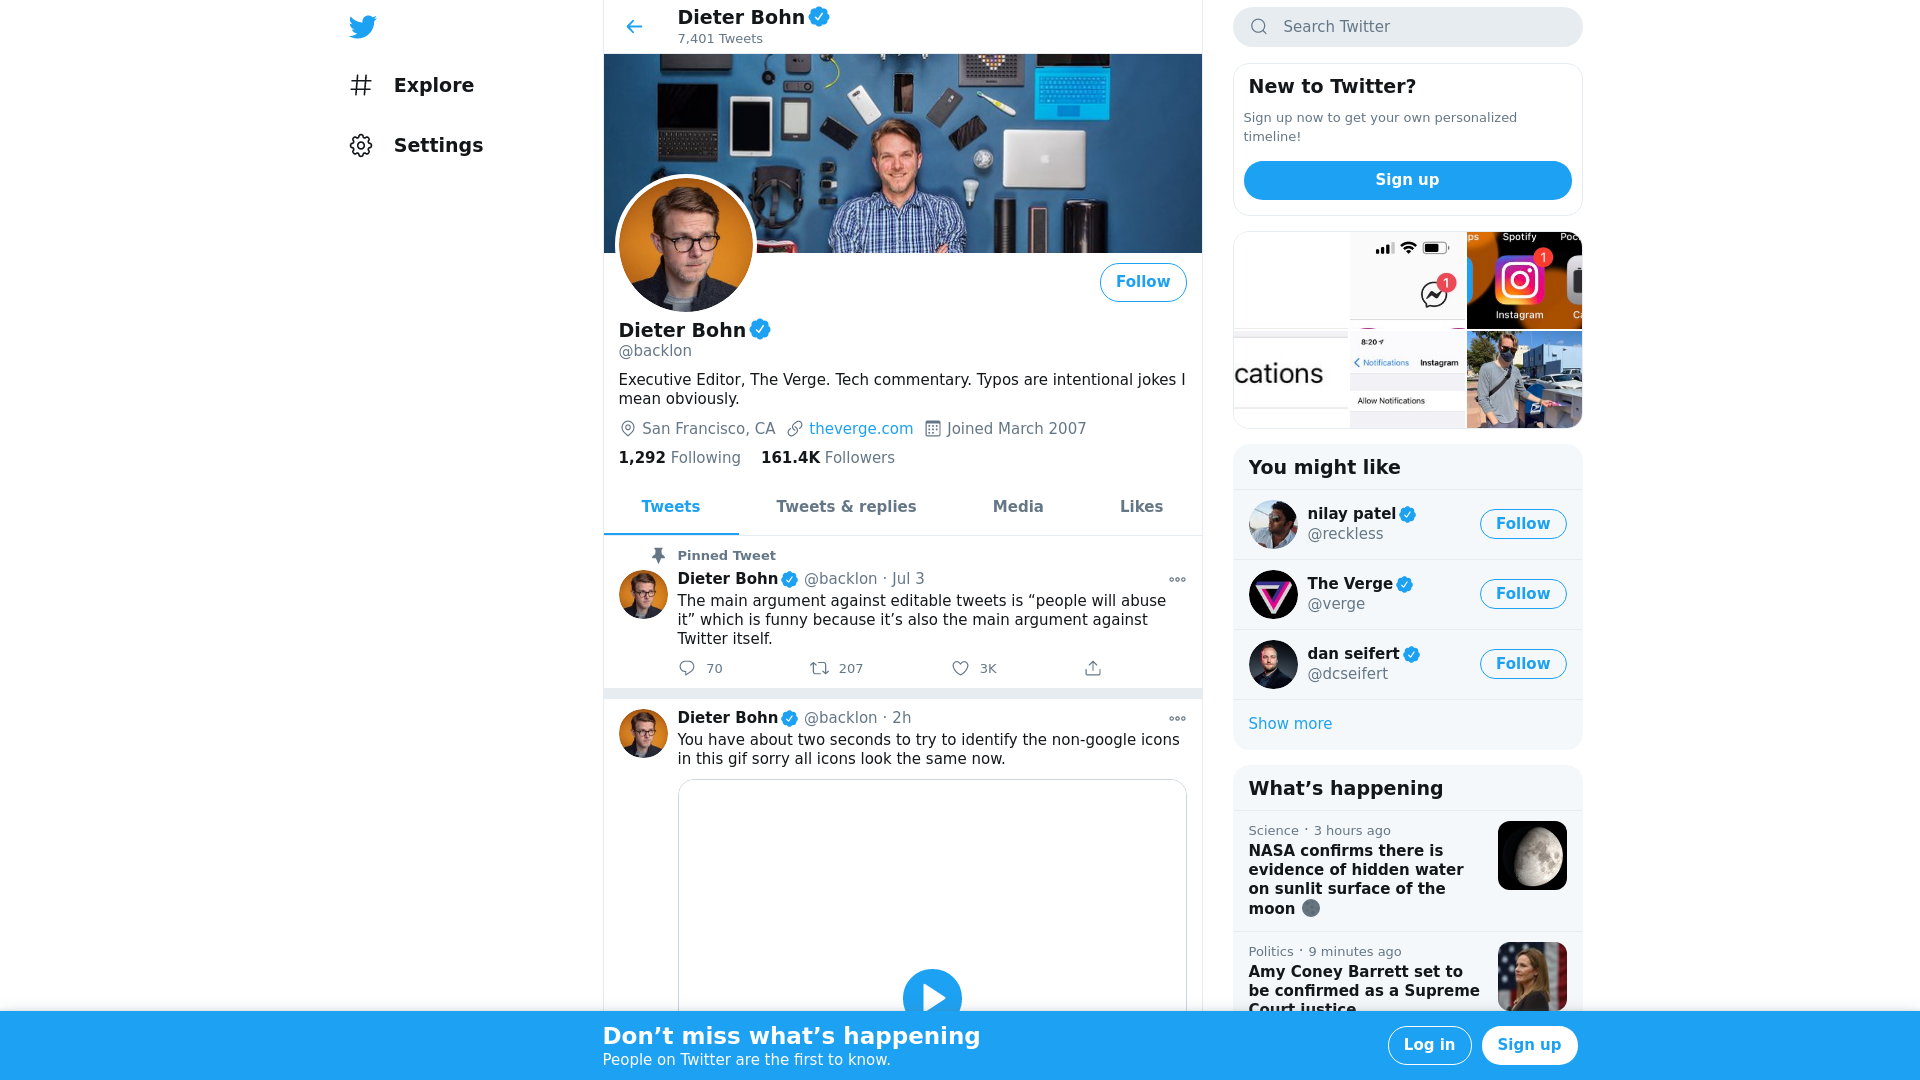 Explore
Settings
Dieter Bohn
7,401 Tweets
Follow
Dieter Bohn
@backlon
Executive Editor, The Verge. Tech commentary. Typos are intentional jokes I
mean obviously.
San Francisco, CA theverge.com Joined March 2007
1,292 Following 161.4K Followers
Tweets Tweets & replies Media Likes
Pinned Tweet
Dieter Bohn @backlon · Jul 3
The main argument against editable tweets is “people will abuse
it” which is funny because it’s also the main argument against
Twitter itself.
70 207 3K
Dieter Bohn @backlon · 2h
You have about two seconds to try to identify the non-google icons
in this gif sorry all icons look the same now.
Search Twitter
New to Twitter?
Sign up now to get your own personalized
timeline!
Sign up
1
ps Spotify Poc
1
Instagram Ca
cations
8:20
Notifications Instagram
Allow Notifications
You might like
nilay patel
@reckless
Follow
The Verge
@verge
Follow
dan seifert
@dcseifert
Follow
Show more
What’s happening
Science · 3 hours ago
NASA confirms there is
evidence of hidden water
on sunlit surface of the
moon
Politics · 9 minutes ago
Amy Coney Barrett set to
be confirmed as a Supreme
Court justice
Don’t miss what’s happening
People on Twitter are the first to know.
Log in
Sign up